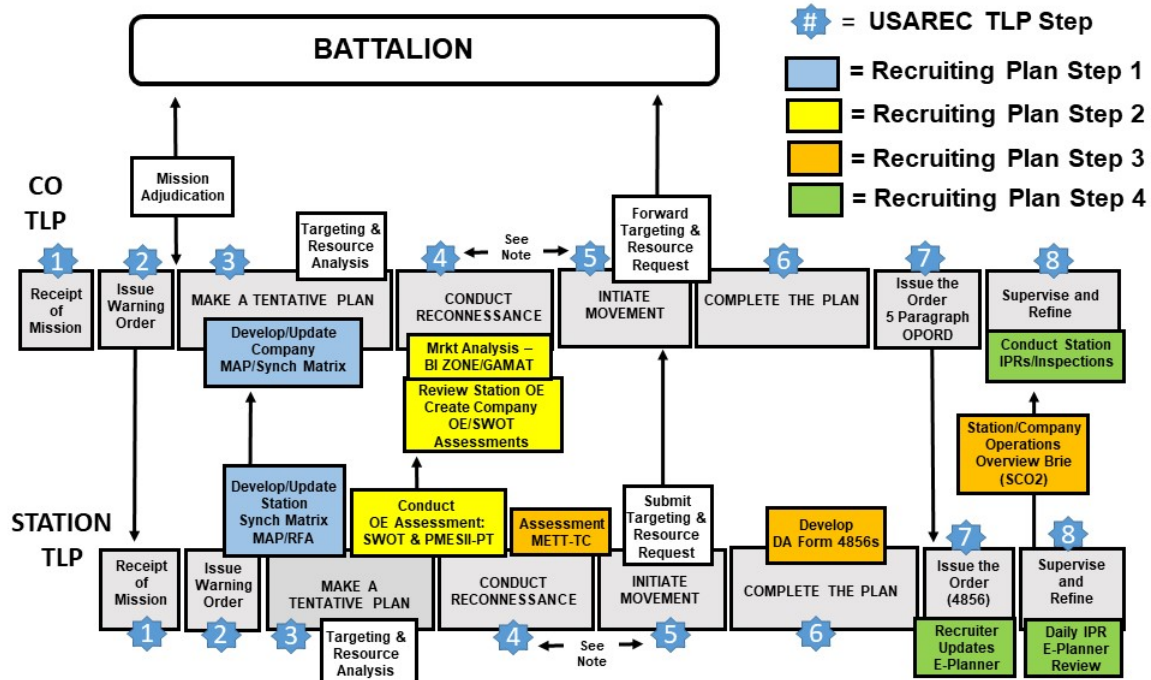 BATTALION
# = USAREC TLP Step
= Recruiting Plan Step 1
= Recruiting Plan Step 2
= Recruiting Plan Step 3
= Recruiting Plan Step 4
CO
TLP
Mission
Adjudication
Targeting &
Resource
Analysis
See
Note
Forward
Targeting &
Resource
Request
1
2
3
4
5
6
7
8
Receipt
of
Mission
Issue
Warning
Order
MAKE A TENTATIVE PLAN
Develop/Update
Company
MAP/Synch Matrix
CONDUCT
RECONNESSANCE
Mrkt Analysis –
BI ZONE/GAMAT
Review Station OE
Create Company
OE/SWOT
Assessments
INTIATE
MOVEMENT
COMPLETE THE PLAN
Issue the
Order
5 Paragraph
OPORD
Supervise and
Refine
Conduct Station
IPRs/Inspections
Station/Company
Operations
Overview Brie
(SCO2)
STATION
TLP
Develop/Update
Station
Synch Matrix
MAP/RFA
Conduct
OE Assessment:
SWOT & PMESII-PT
Assessment
METT-TC
Submit
Targeting &
Resource
Request
Develop
DA Form 4856s
7
8
Receipt
of
Mission
Issue
Warning
Order
MAKE A
TENTATIVE PLAN
CONDUCT
RECONNESSANCE
INITIATE
MOVEMENT
COMPLETE THE PLAN
Issue the
Order
(4856)
Supervise
and
Refine
1
2
3
Targeting &
Resource
Analysis
4
See
Note
5
6
Recruiter
Updates
E-Planner
Daily IPR
E-Planner
Review